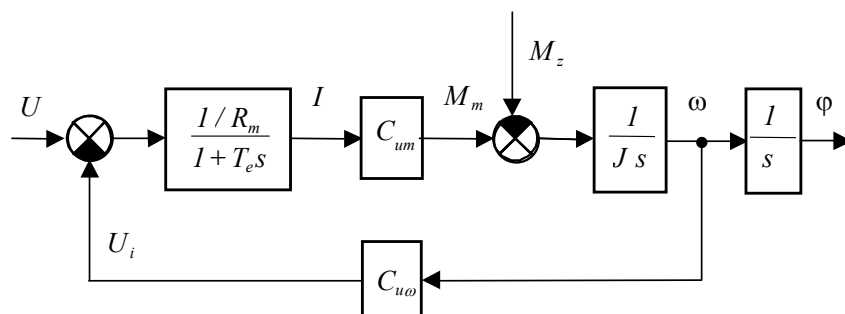 M_z
U
I
M_m
ω
φ
1 / R_m
1 + T_e s
C_um
1
J s
1
s
U_i
C_uω